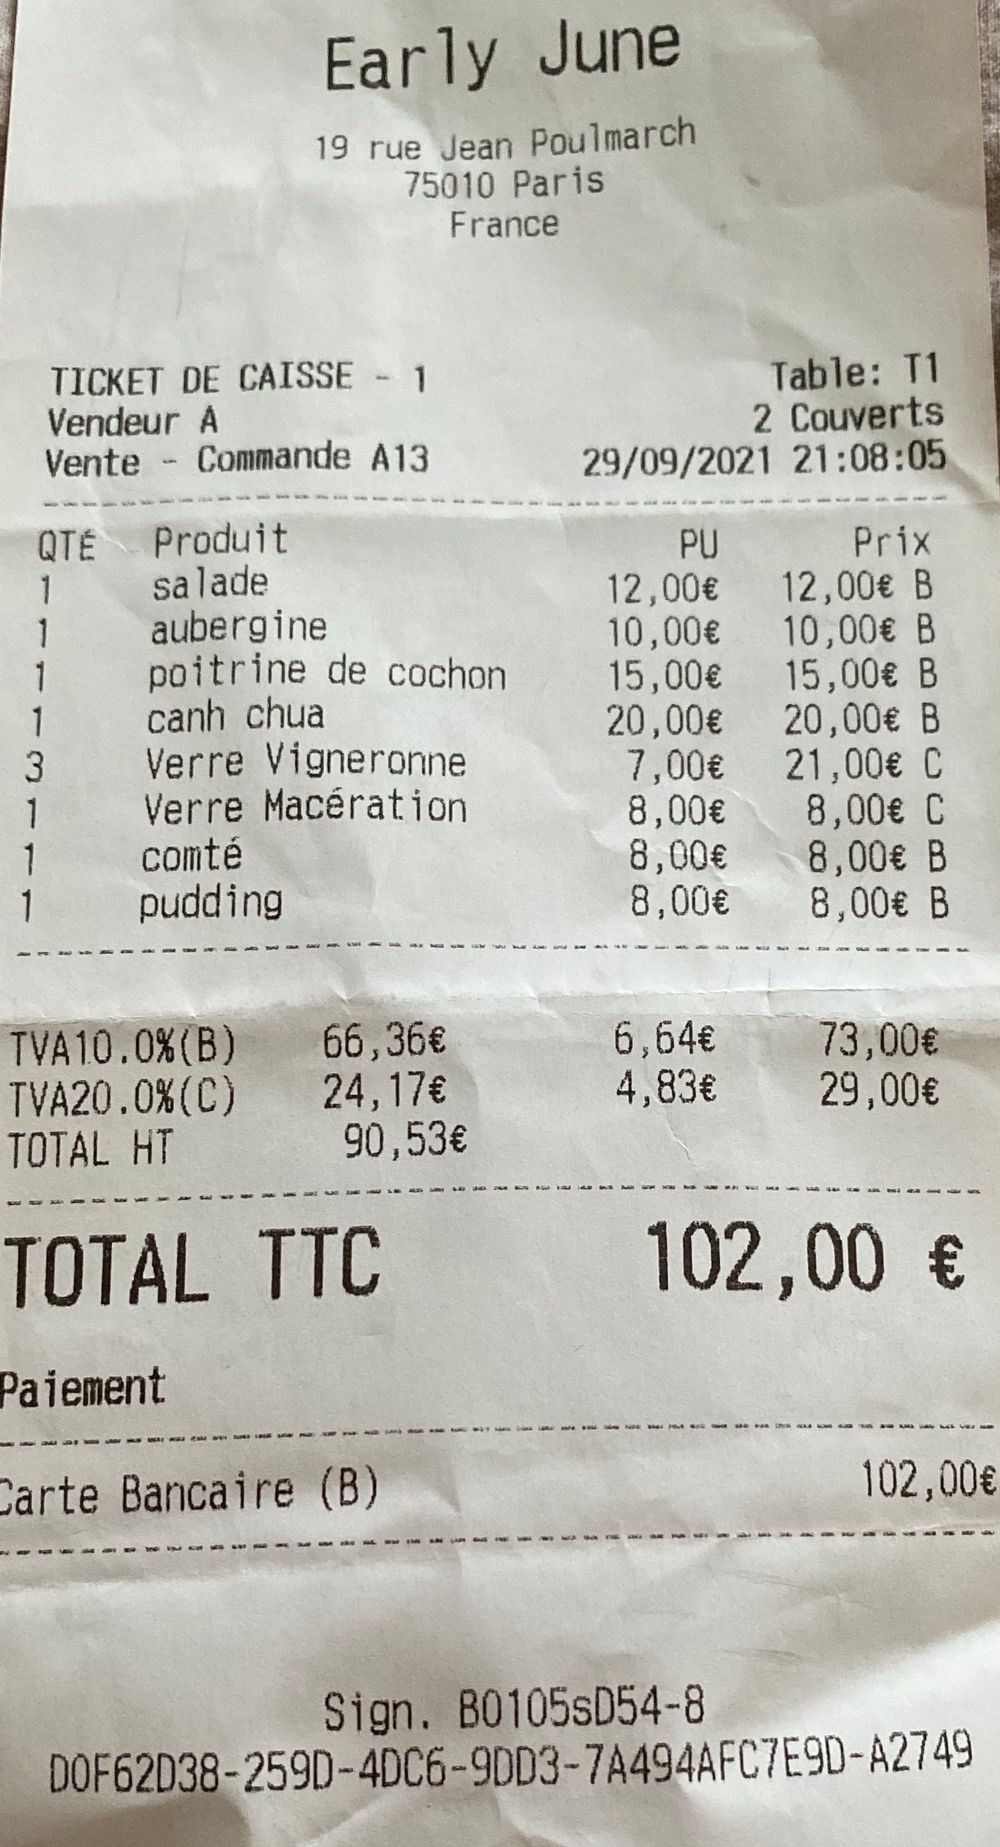 Early June
19 rue Jean Poulmarch
75010 Paris
France
TICKET DE CAISSE - 1 Table: T1
Vendeur A 2 Couverts
Vente - Commande A13 29/09/2021 21:08:05
QTÉ Produit PU Prix
1 salade 12,00€ 12,00€ B
1 aubergine 10,00€ 10,00€ B
1 poitrine de cochon 15,00€ 15,00€ B
1 canh chua 20,00€ 20,00€ B
3 Verre Vigneronne 7,00€ 21,00€ C
1 Verre Macération 8,00€ 8,00€ C
1 comté 8,00€ 8,00€ B
1 pudding 8,00€ 8,00€ B
TVA10.0%(B) 66,36€ 6,64€ 73,00€
TVA20.0%(C) 24,17€ 4,83€ 29,00€
TOTAL HT 90,53€
TOTAL TTC 102,00 €
Paiement
Carte Bancaire (B) 102,00€
Sign. B0105sD54-8
D0F62D38-259D-4DC6-9DD3-7A494AFC7E9D-A2749